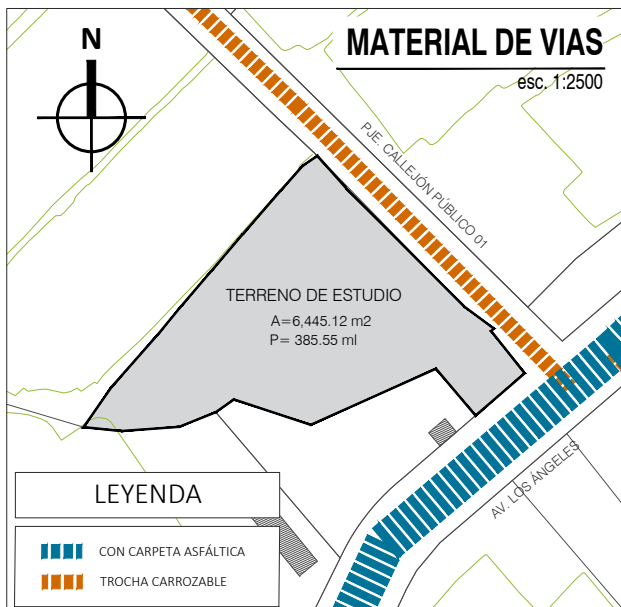 N
MATERIAL DE VIAS
esc. 1:2500
PJE. CALLEJÓN PÚBLICO 01
TERRENO DE ESTUDIO
A=6,445.12 m2
P= 385.55 ml
AV. LOS ÁNGELES
LEYENDA
CON CARPETA ASFÁLTICA
TROCHA CARROZABLE